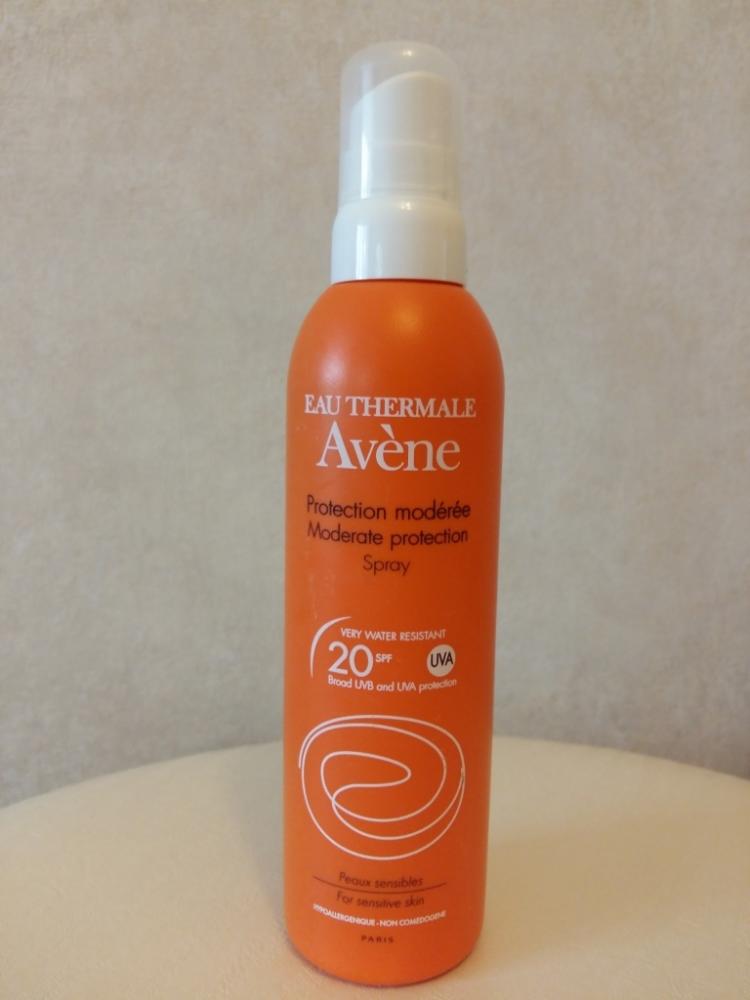 EAU THERMALE
Avène
Protection modérée
Moderate protection
Spray
VERY WATER RESISTANT
20 SPF UVA
Broad UVB and UVA protection
Peaux sensibles
For sensitive skin
HYPOALLERGENIQUE - NON COMEDOGENE
PARIS